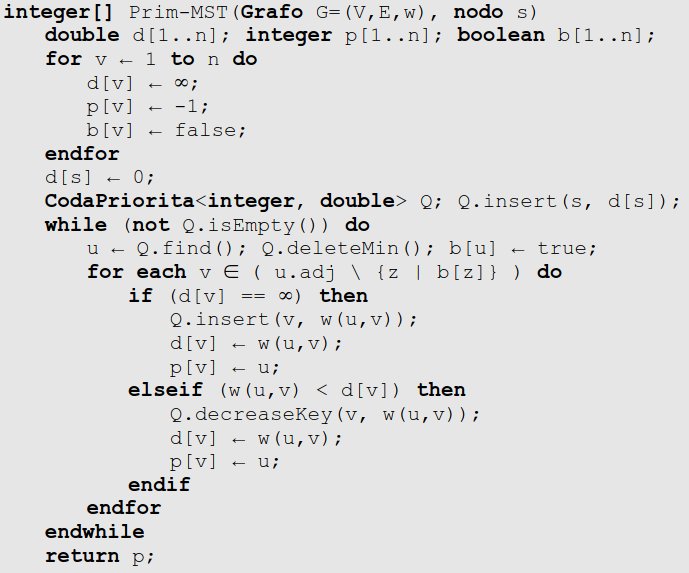 integer[] Prim-MST(Grafo G=(V,E,w), nodo s)
double d[1..n]; integer p[1..n]; boolean b[1..n];
for v ← 1 to n do
d[v] ← ∞;
p[v] ← -1;
b[v] ← false;
endfor
d[s] ← 0;
CodaPriorita<integer, double> Q; Q.insert(s, d[s]);
while (not Q.isEmpty()) do
u ← Q.find(); Q.deleteMin(); b[u] ← true;
for each v ∈ ( u.adj \ {z | b[z]} ) do
if (d[v] == ∞) then
Q.insert(v, w(u,v));
d[v] ← w(u,v);
p[v] ← u;
elseif (w(u,v) < d[v]) then
Q.decreaseKey(v, w(u,v));
d[v] ← w(u,v);
p[v] ← u;
endif
endfor
endwhile
return p;